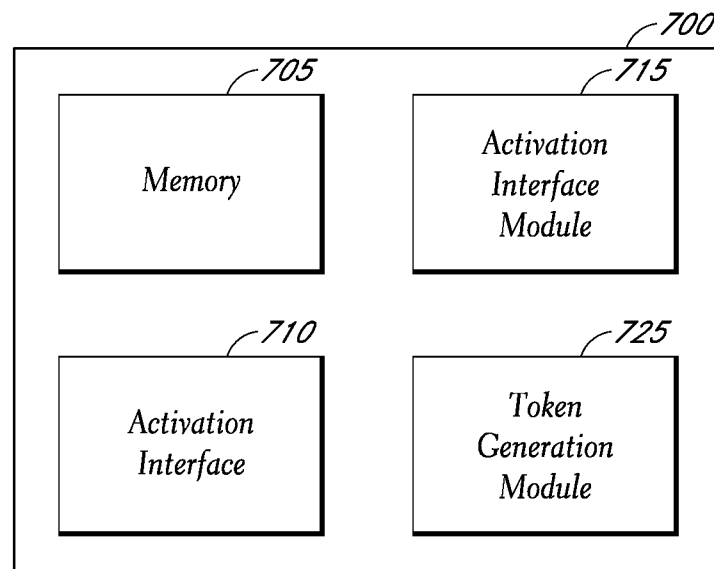 700
705
Memory
715
Activation
Interface
Module
710
Activation
Interface
725
Token
Generation
Module